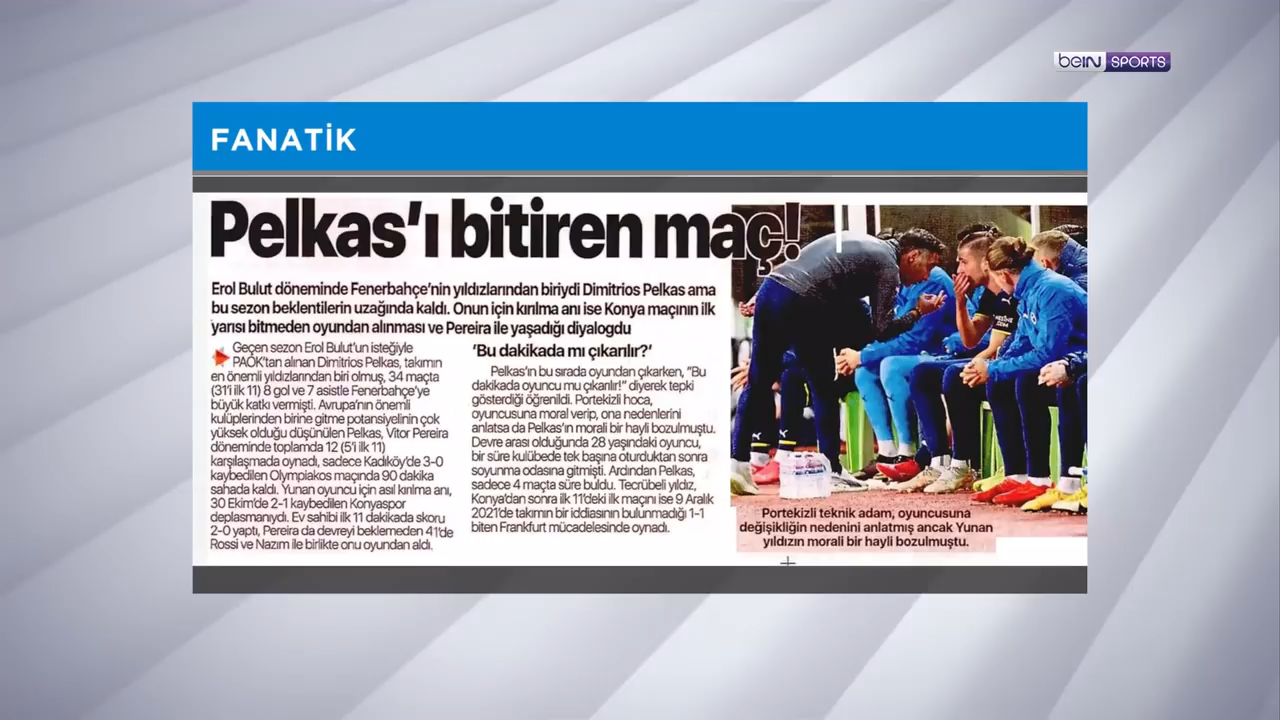 beIN SPORTS
FANATİK
Pelkas'ı bitiren maç!
Erol Bulut döneminde Fenerbahçe'nin yıldızlarından biriydi Dimitrios Pelkas ama
bu sezon beklentilerin uzağında kaldı. Onun için kırılma anı ise Konya maçının ilk
yarısı bitmeden oyundan alınması ve Pereira ile yaşadığı diyalogdu
Geçen sezon Erol Bulut'un isteğiyle
PAOK'tan alınan Dimitrios Pelkas, takımın
en önemli yıldızlarından biri olmuş, 34 maçta
(31'i ilk 11) 8 gol ve 7 asistle Fenerbahçe'ye
büyük katkı vermişti. Avrupa'nın önemli
kulüplerinden birine gitme potansiyelinin çok
yüksek olduğu düşünülen Pelkas, Vitor Pereira
döneminde toplamda 12 (5'i ilk 11)
karşılaşmada oynadı, sadece Kadıköy'de 3-0
kaybedilen Olympiakos maçında 90 dakika
sahada kaldı. Yunan oyuncu için asıl kırılma anı,
30 Ekim'de 2-1 kaybedilen Konyaspor
deplasmanıydı. Ev sahibi ilk 11 dakikada skoru
2-0 yaptı, Pereira da devreyi beklemeden 41'de
Rossi ve Nazım ile birlikte onu oyundan aldı.
'Bu dakikada mı çıkarılır?'
Pelkas'ın bu sırada oyundan çıkarken, "Bu
dakikada oyuncu mu çıkarılır!" diyerek tepki
gösterdiği öğrenildi. Portekizli hoca,
oyuncusuna moral verip, ona nedenlerini
anlatsa da Pelkas'ın morali bir hayli bozulmuştu.
Devre arası olduğunda 28 yaşındaki oyuncu,
bir süre kulübede tek başına oturduktan sonra
soyunma odasına gitmişti. Ardından Pelkas,
sadece 4 maçta süre buldu. Tecrübeli yıldız,
Konya'dan sonra ilk 11'deki ilk maçını ise 9 Aralık
2021'de takımın bir iddiasının bulunmadığı 1-1
biten Frankfurt mücadelesinde oynadı.
Portekizli teknik adam, oyuncusuna
değişikliğin nedenini anlatmış ancak Yunan
yıldızın morali bir hayli bozulmuştu.